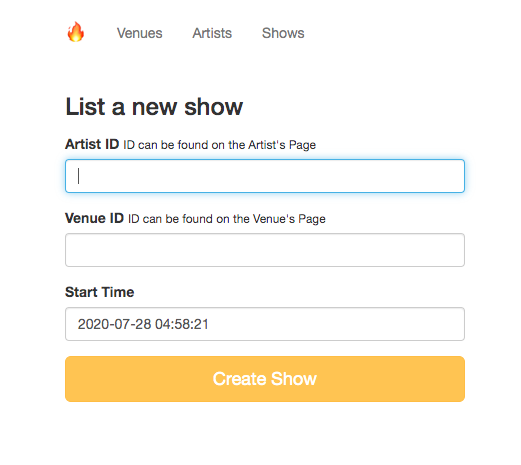 Venues Artists Shows
List a new show
Artist ID ID can be found on the Artist's Page
Venue ID ID can be found on the Venue's Page
Start Time
2020-07-28 04:58:21
Create Show